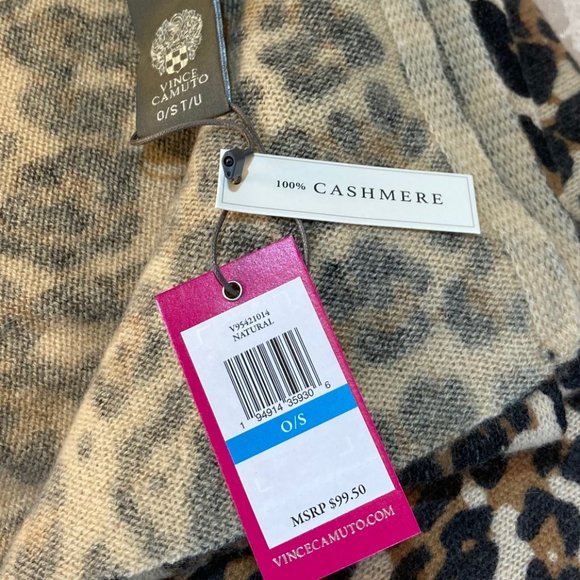 VINCE
CAMUTO
O/S T/U
100% CASHMERE
V95421014
NATURAL
1 94914 35930 6
O/S
MSRP $99.50
VINCECAMUTO.COM